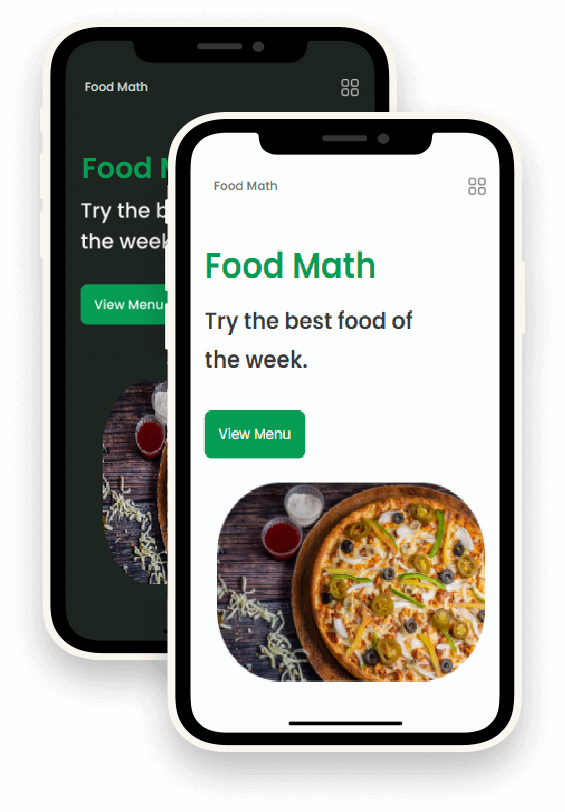 Food Math
Food M
Try the b
the week
View Menu
Food Math
Food Math
Try the best food of
the week.
View Menu